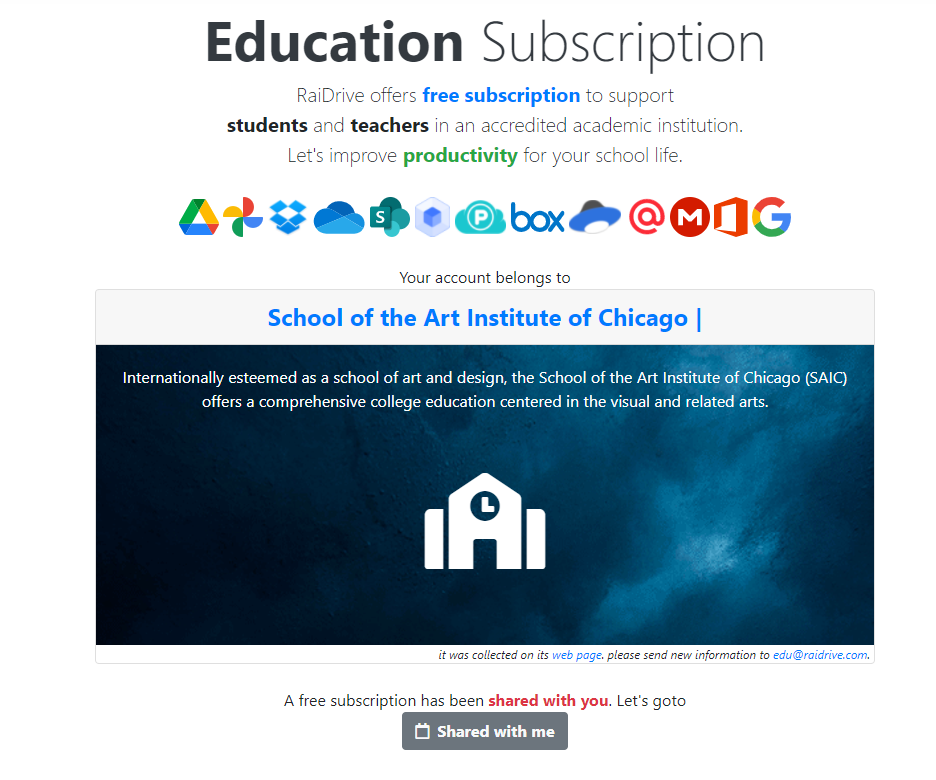 Education Subscription
RaiDrive offers free subscription to support
students and teachers in an accredited academic institution.
Let's improve productivity for your school life.
S P box @ M G
Your account belongs to
School of the Art Institute of Chicago |
Internationally esteemed as a school of art and design, the School of the Art Institute of Chicago (SAIC)
offers a comprehensive college education centered in the visual and related arts.
it was collected on its web page. please send new information to edu@raidrive.com.
A free subscription has been shared with you. Let's goto
Shared with me